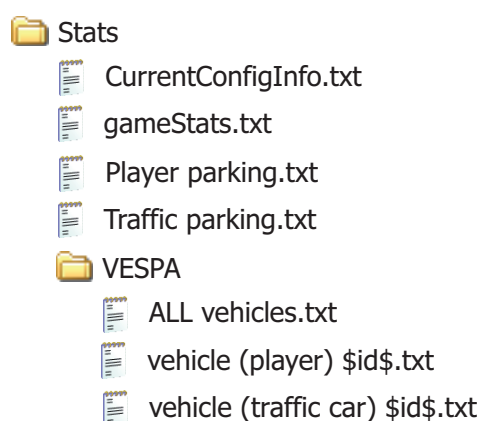 Stats
CurrentConfigInfo.txt
gameStats.txt
Player parking.txt
Traffic parking.txt
VESPA
ALL vehicles.txt
vehicle (player) $id$.txt
vehicle (traffic car) $id$.txt